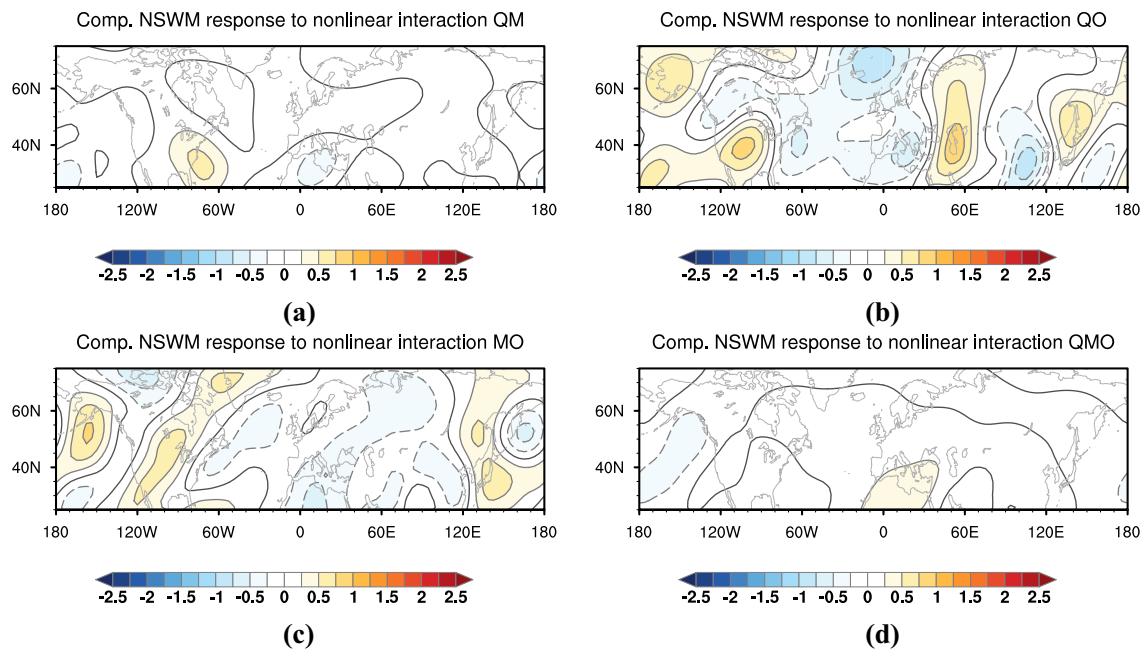 Comp. NSWM response to nonlinear interaction QM
60N
40N
180 120W 60W 0 60E 120E 180
-2.5 -2 -1.5 -1 -0.5 0 0.5 1 1.5 2 2.5
(a)
Comp. NSWM response to nonlinear interaction QO
60N
40N
180 120W 60W 0 60E 120E 180
-2.5 -2 -1.5 -1 -0.5 0 0.5 1 1.5 2 2.5
(b)
Comp. NSWM response to nonlinear interaction MO
60N
40N
180 120W 60W 0 60E 120E 180
-2.5 -2 -1.5 -1 -0.5 0 0.5 1 1.5 2 2.5
(c)
Comp. NSWM response to nonlinear interaction QMO
60N
40N
180 120W 60W 0 60E 120E 180
-2.5 -2 -1.5 -1 -0.5 0 0.5 1 1.5 2 2.5
(d)